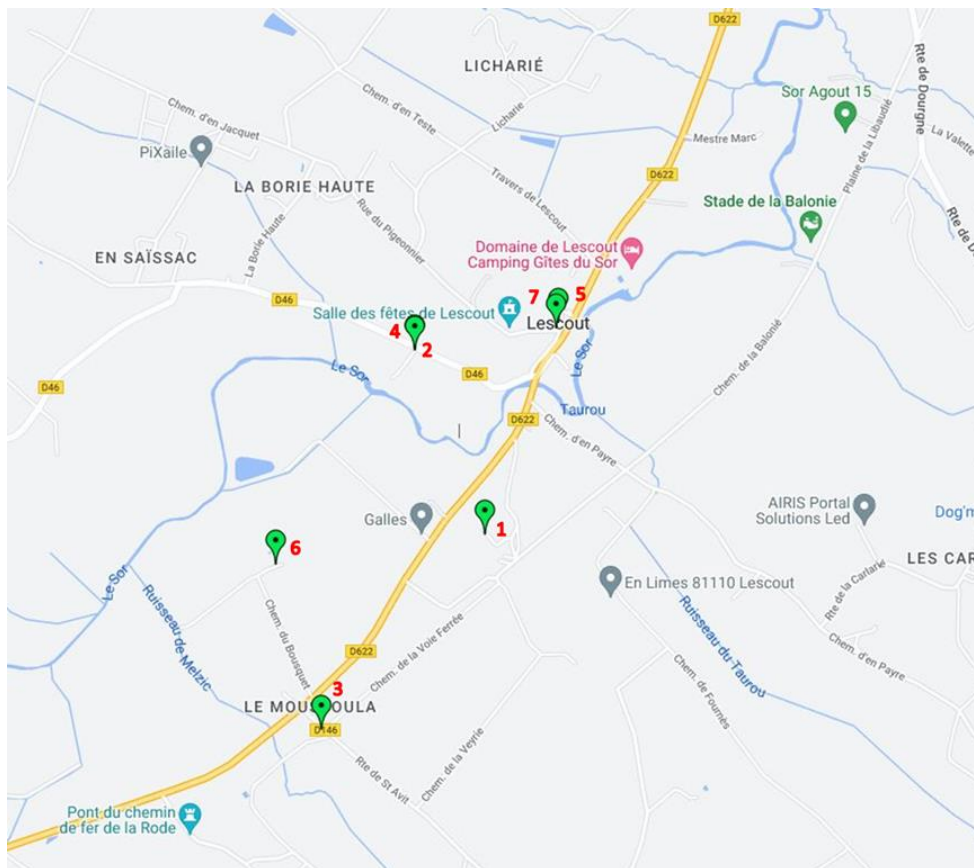 D622
LICHARIÉ
Rte de Dourgne
Sor Agout 15
Chem. d'en Jacquet
Chem. d'en Teste
Licharie
La Valette
Mestre Marc
PiXaile
D622
Plaine de la Libaudié
LA BORIE HAUTE
Travers de Lescout
Stade de la Balonie
Rue du Pigeonnier
Rte de D
La Borie Haute
EN SAÏSSAC
Domaine de Lescout
Camping Gîtes du Sor
D46
Salle des fêtes de Lescout
7
5
Lescout
4
2
Le Sor
Le Sor
Chem. de la Balonié
D46
D46
Taurou
D622
Chem. d'en Payre
Galles
1
AIRIS Portal
Solutions Led
Dog'm
6
LES CAR
En Limes 81110 Lescout
Le Sor
Ruisseau de Melzic
Rte de la Carlarié
Ruisseau du Taurou
Chem. du Bousquet
D622
Chem. de la Voie Ferrée
Chem. d'en Payre
3
LE MOUS OULA
D146
Chem. de Fournès
Rte de St Avit
Chem. de la Veyrie
Pont du chemin
de fer de la Rode